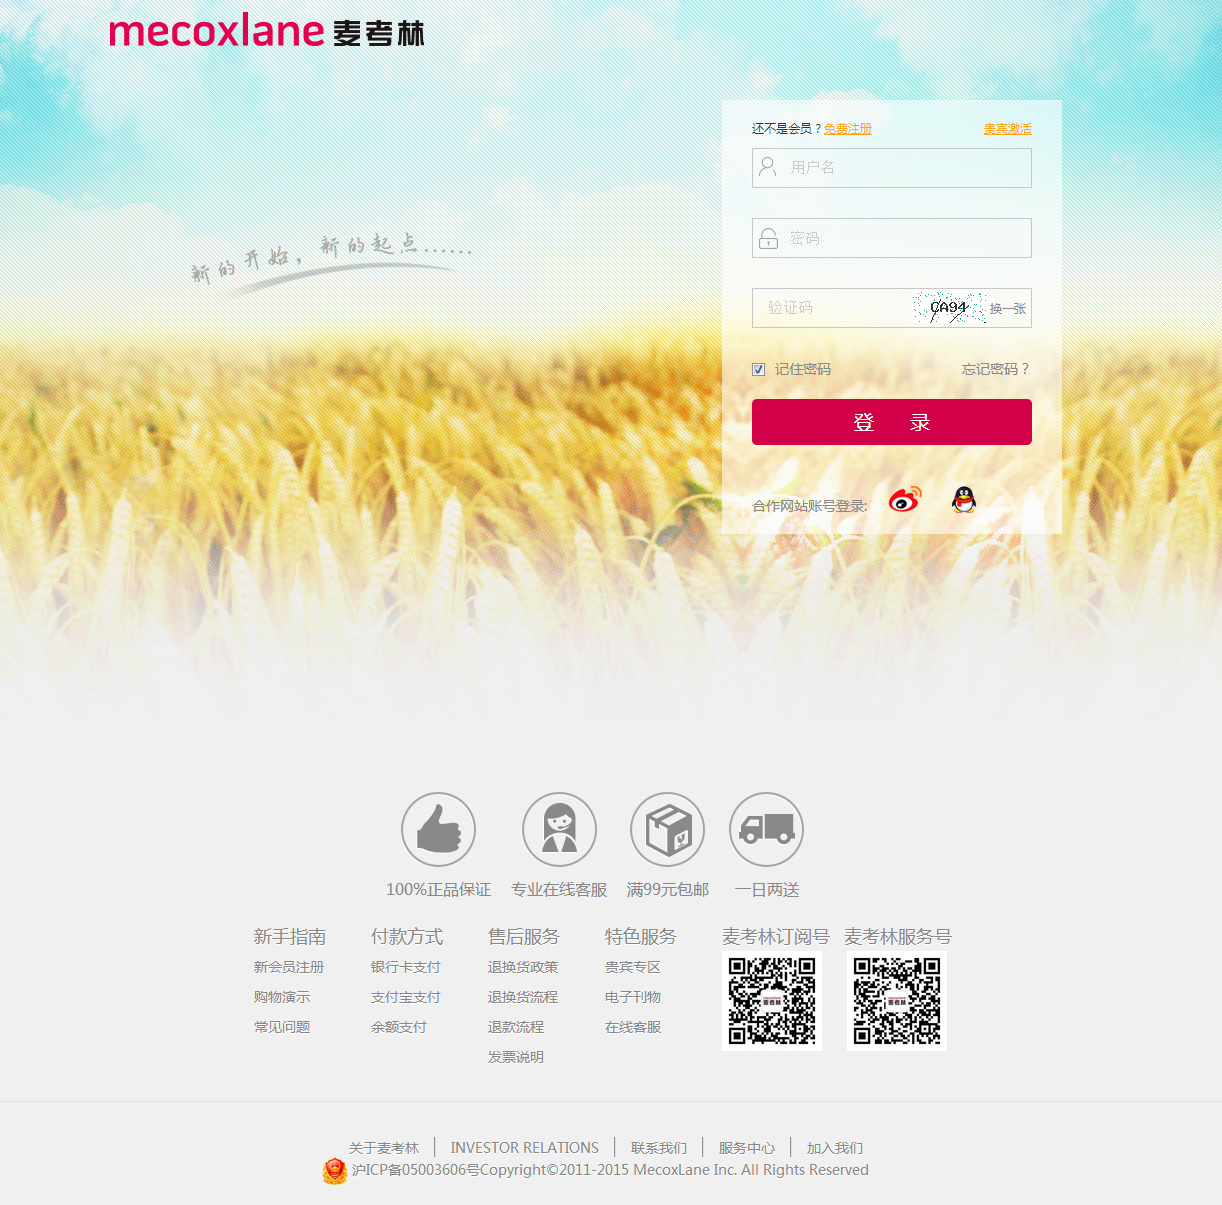 mecoxlane 麦考林
还不是会员？免费注册 贵宾激活
用户名
新的开始，新的起点......
密码
验证码 CA94 换一张
记住密码 忘记密码？
登 录
合作网站账号登录:
100%正品保证 专业在线客服 满99元包邮 一日两送
新手指南 付款方式 售后服务 特色服务 麦考林订阅号 麦考林服务号
新会员注册 银行卡支付 退换货政策 贵宾专区
购物演示 支付宝支付 退换货流程 电子刊物
常见问题 余额支付 退款流程 在线客服
发票说明
关于麦考林 INVESTOR RELATIONS 联系我们 服务中心 加入我们
沪ICP备05003606号Copyright©2011-2015 MecoxLane Inc. All Rights Reserved